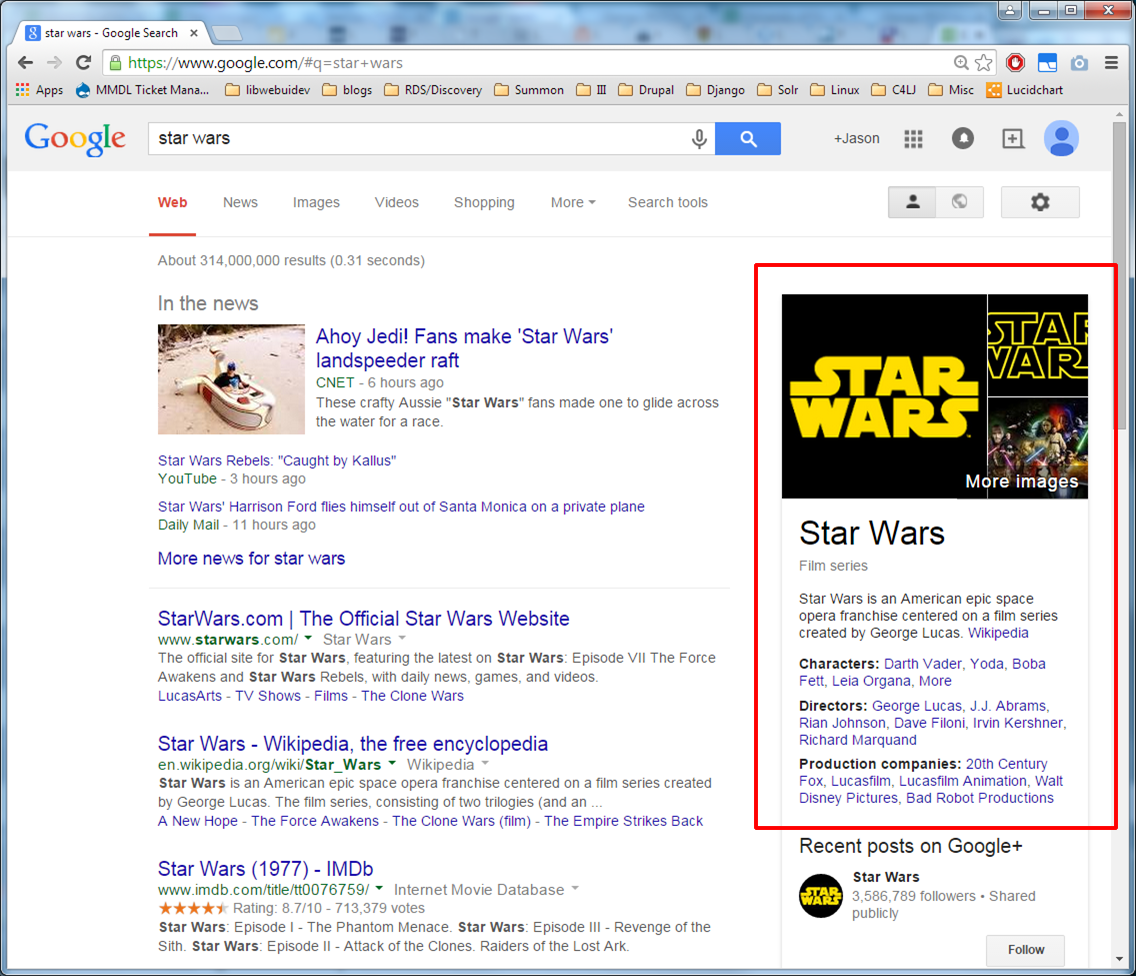 star wars - Google Search
https://www.google.com/#q=star+wars
Apps MMDL Ticket Mana... libwebuidev blogs RDS/Discovery Summon III Drupal Django Solr Linux C4LJ Misc Lucidchart
Google
star wars
+Jason
Web News Images Videos Shopping More Search tools
About 314,000,000 results (0.31 seconds)
In the news
Ahoy Jedi! Fans make 'Star Wars'
landspeeder raft
CNET - 6 hours ago
These crafty Aussie "Star Wars" fans made one to glide across
the water for a race.
Star Wars Rebels: "Caught by Kallus"
YouTube - 3 hours ago
Star Wars' Harrison Ford flies himself out of Santa Monica on a private plane
Daily Mail - 11 hours ago
More news for star wars
StarWars.com | The Official Star Wars Website
www.starwars.com/ Star Wars
The official site for Star Wars, featuring the latest on Star Wars: Episode VII The Force
Awakens and Star Wars Rebels, with daily news, games, and videos.
LucasArts - TV Shows - Films - The Clone Wars
Star Wars - Wikipedia, the free encyclopedia
en.wikipedia.org/wiki/Star_Wars Wikipedia
Star Wars is an American epic space opera franchise centered on a film series created
by George Lucas. The film series, consisting of two trilogies (and an ...
A New Hope - The Force Awakens - The Clone Wars (film) - The Empire Strikes Back
Star Wars (1977) - IMDb
www.imdb.com/title/tt0076759/ Internet Movie Database
Rating: 8.7/10 - 713,379 votes
Star Wars: Episode I - The Phantom Menace. Star Wars: Episode III - Revenge of the
Sith. Star Wars: Episode II - Attack of the Clones. Raiders of the Lost Ark.
STAR
WARS
STAR
WARS
More images
Star Wars
Film series
Star Wars is an American epic space
opera franchise centered on a film series
created by George Lucas. Wikipedia
Characters: Darth Vader, Yoda, Boba
Fett, Leia Organa, More
Directors: George Lucas, J.J. Abrams,
Rian Johnson, Dave Filoni, Irvin Kershner,
Richard Marquand
Production companies: 20th Century
Fox, Lucasfilm, Lucasfilm Animation, Walt
Disney Pictures, Bad Robot Productions
Recent posts on Google+
STAR
WARS
Star Wars
3,586,789 followers • Shared
publicly
Follow